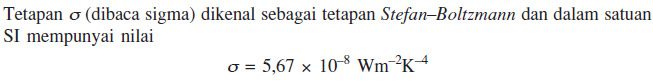 Tetapan σ (dibaca sigma) dikenal sebagai tetapan Stefan–Boltzmann dan dalam satuan
SI mempunyai nilai
σ = 5,67 × 10⁻⁸ Wm⁻²K⁻⁴